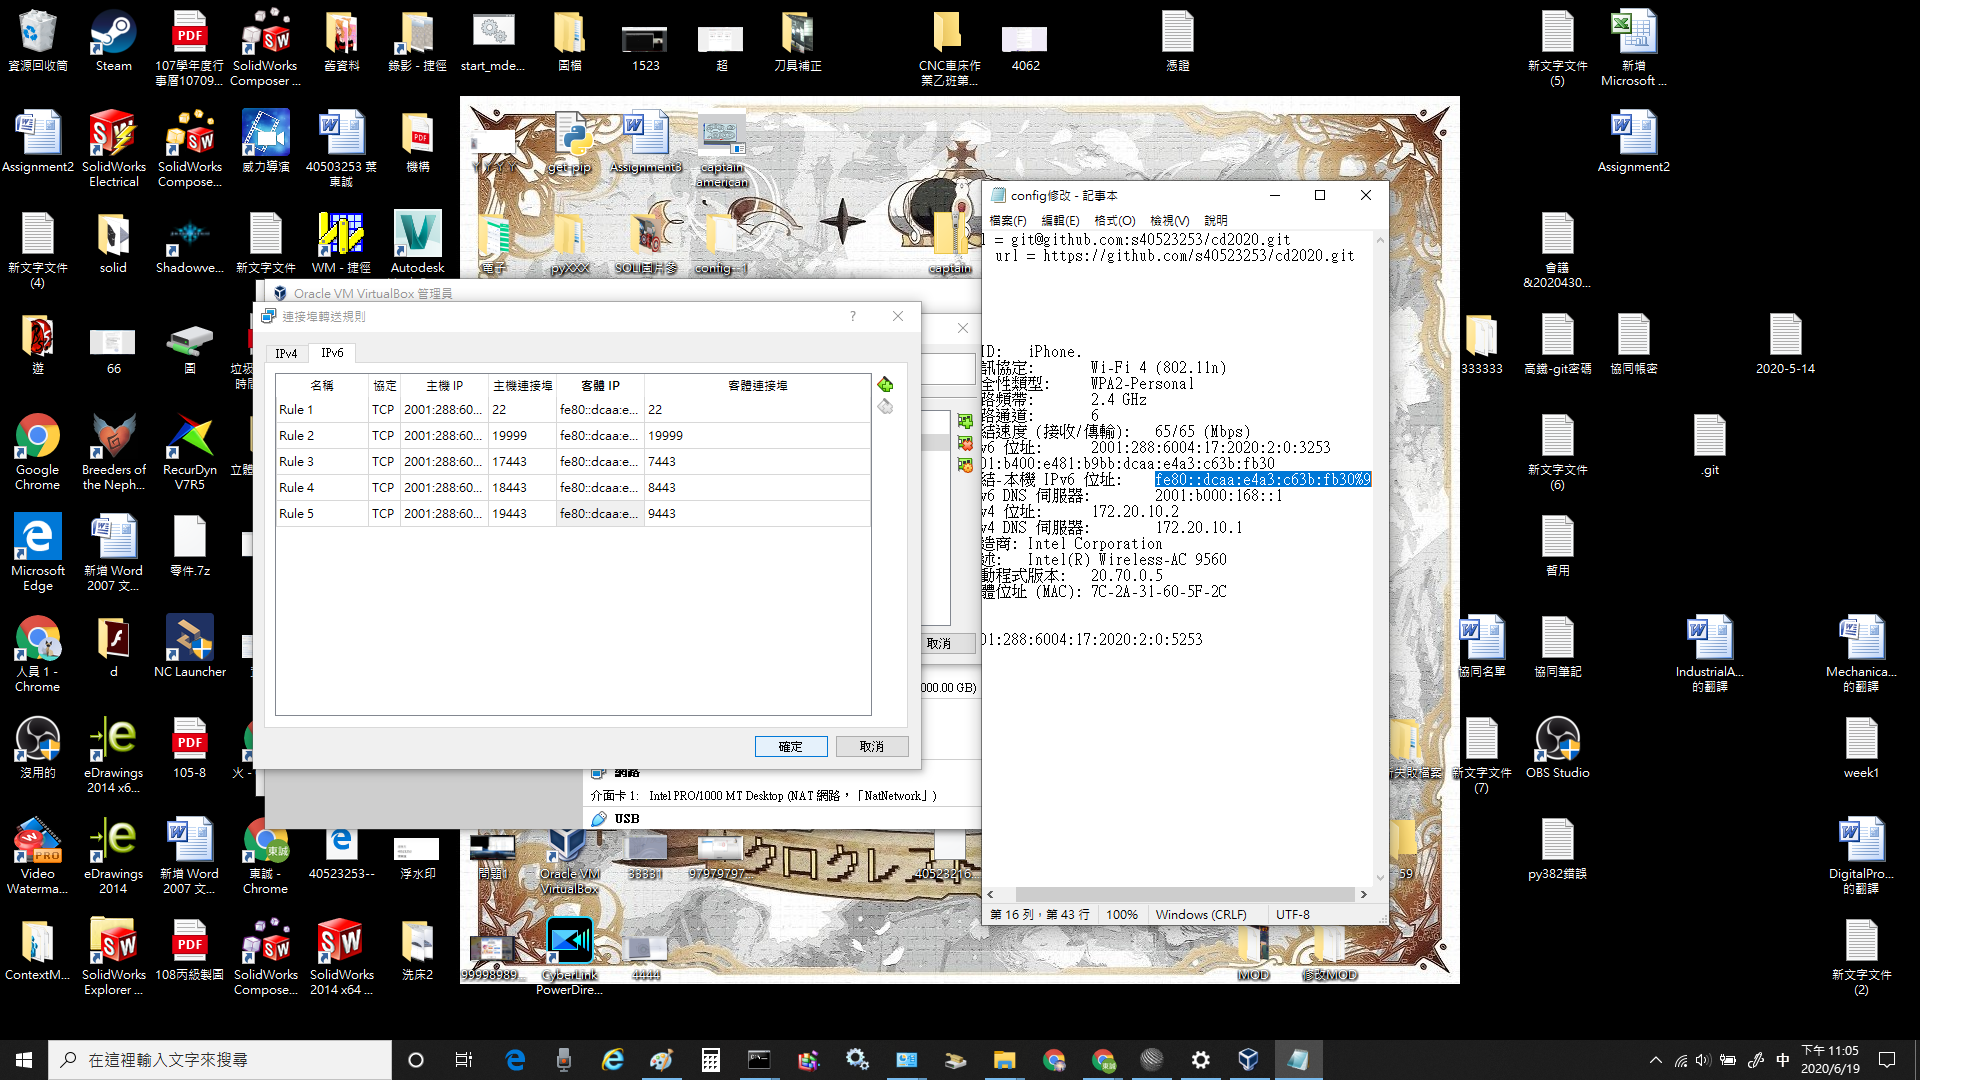 資源回收筒
Steam
107學年度行
事曆10709...
SolidWorks
Composer ...
舊資料
錄影 - 捷徑
start_mde...
圖檔
1523
超
刀具補正
CNC車床作
業乙班第...
4062
憑證
新文字文件
(5)
新增
Microsoft ...
Assignment2
SolidWorks
Electrical
SolidWorks
Compose...
威力導演
40503253 葉
東誠
機構
get-pip
Assignment3
captain
american
Assignment2
新文字文件
(4)
solid
Shadowve...
新文字文件
WM - 捷徑
Autodesk
電子
pyXXX
SOLI圖片參
config--1
captain
會議
&2020430...
遊
66
圖
333333
高鐵-git密碼
協同帳密
2020-5-14
Google
Chrome
Breeders of
the Neph...
RecurDyn
V7R5
新文字文件
(6)
.git
Microsoft
Edge
新增 Word
2007 文...
零件.7z
暫用
人員 1 -
Chrome
d
NC Launcher
協同名單
協同筆記
IndustrialA...
的翻譯
Mechanica...
的翻譯
沒用的
eDrawings
2014 x6...
105-8
火 -
新文字文件
(7)
OBS Studio
week1
Video
Waterma...
eDrawings
2014
新增 Word
2007 文...
東誠 -
Chrome
40523253--
浮水印
問題1
Oracle VM
VirtualBox
33331
97979797...
40523216...
59
py382錯誤
DigitalPro...
的翻譯
ContextM...
SolidWorks
Explorer ...
108丙級製圖
SolidWorks
Compose...
SolidWorks
2014 x64 ...
洗床2
99998989...
CyberLink
PowerDire...
4444
MOD
修改MOD
新文字文件
(2)
Oracle VM VirtualBox 管理員
連接埠轉送規則
?
IPv4
IPv6
名稱 協定 主機 IP 主機連接埠 客體 IP 客體連接埠
Rule 1 TCP 2001:288:60... 22 fe80::dcaa:e... 22
Rule 2 TCP 2001:288:60... 19999 fe80::dcaa:e... 19999
Rule 3 TCP 2001:288:60... 17443 fe80::dcaa:e... 7443
Rule 4 TCP 2001:288:60... 18443 fe80::dcaa:e... 8443
Rule 5 TCP 2001:288:60... 19443 fe80::dcaa:e... 9443
確定
取消
取消
000.00 GB)
網路
介面卡 1: Intel PRO/1000 MT Desktop (NAT 網路，「NatNetwork」)
USB
config修改 - 記事本
檔案(F) 編輯(E) 格式(O) 檢視(V) 說明
l = git@github.com:s40523253/cd2020.git
url = https://github.com/s40523253/cd2020.git
ID: iPhone.
訊協定: Wi-Fi 4 (802.11n)
全性類型: WPA2-Personal
路頻帶: 2.4 GHz
路通道: 6
結速度 (接收/傳輸): 65/65 (Mbps)
v6 位址: 2001:288:6004:17:2020:2:0:3253
01:b400:e481:b9bb:dcaa:e4a3:c63b:fb30
結-本機 IPv6 位址: fe80::dcaa:e4a3:c63b:fb30%9
v6 DNS 伺服器: 2001:b000:168::1
v4 位址: 172.20.10.2
v4 DNS 伺服器: 172.20.10.1
造商: Intel Corporation
述: Intel(R) Wireless-AC 9560
動程式版本: 20.70.0.5
體位址 (MAC): 7C-2A-31-60-5F-2C
01:288:6004:17:2020:2:0:5253
第 16 列，第 43 行
100%
Windows (CRLF)
UTF-8
在這裡輸入文字來搜尋
中
下午 11:05
2020/6/19